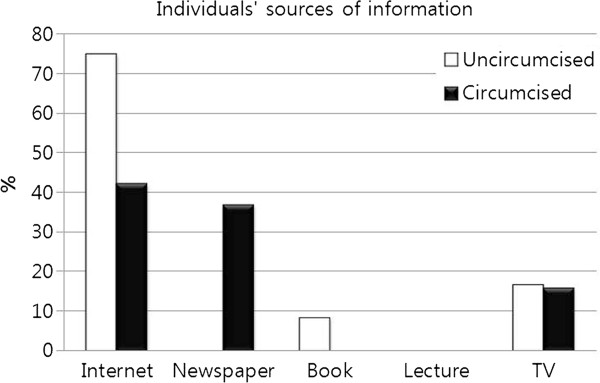 Individuals' sources of information
80
70
60
50
40
30
20
10
0
%
Uncircumcised
Circumcised
Internet Newspaper Book Lecture TV